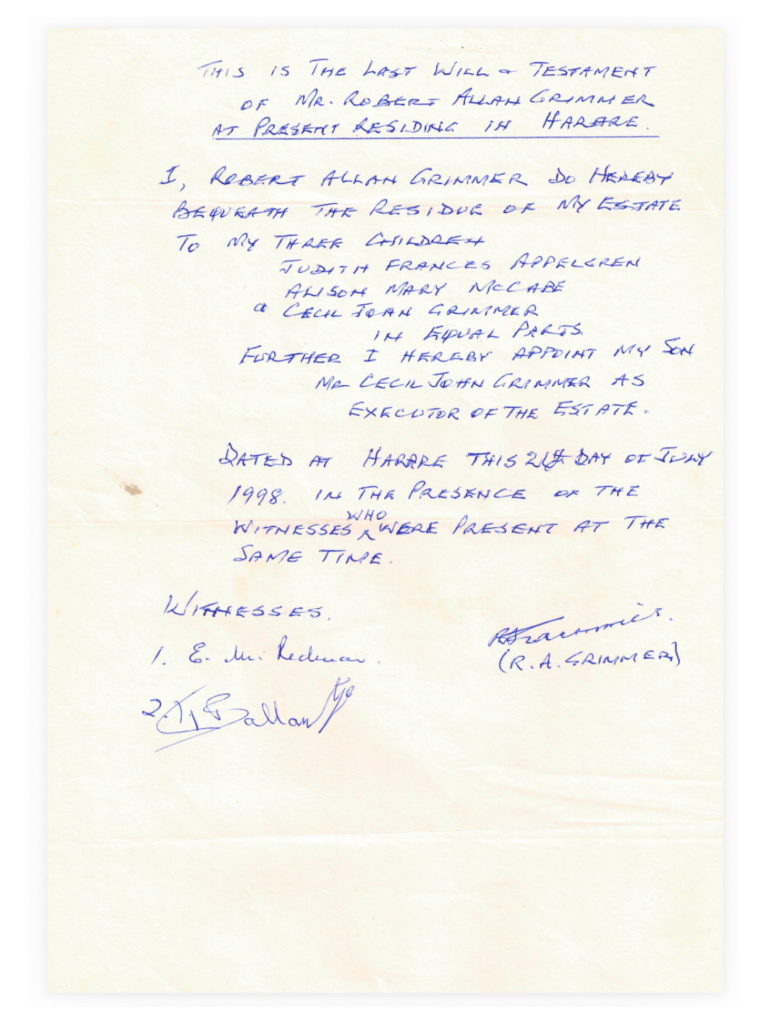 THIS IS THE LAST WILL & TESTAMENT
OF MR. ROBERT ALLAN GRIMMER
AT PRESENT RESIDING IN HARARE.
I, ROBERT ALLAN GRIMMER DO HEREBY
BEQUEATH THE RESIDUE OF MY ESTATE
TO MY THREE CHILDREN
JUDITH FRANCES APPELGREN
ALISON MARY MCCABE
& CECIL JOHN GRIMMER
IN EQUAL PARTS.
FURTHER I HEREBY APPOINT MY SON
MR CECIL JOHN GRIMMER AS
EXECUTOR OF THE ESTATE.
DATED AT HARARE THIS DAY OF JULY
1998. IN THE PRESENCE OF THE
WITNESSES WHO WERE PRESENT AT THE
SAME TIME.
WITNESSES.
1. E. M. Redman.
(R.A. GRIMMER)
2.